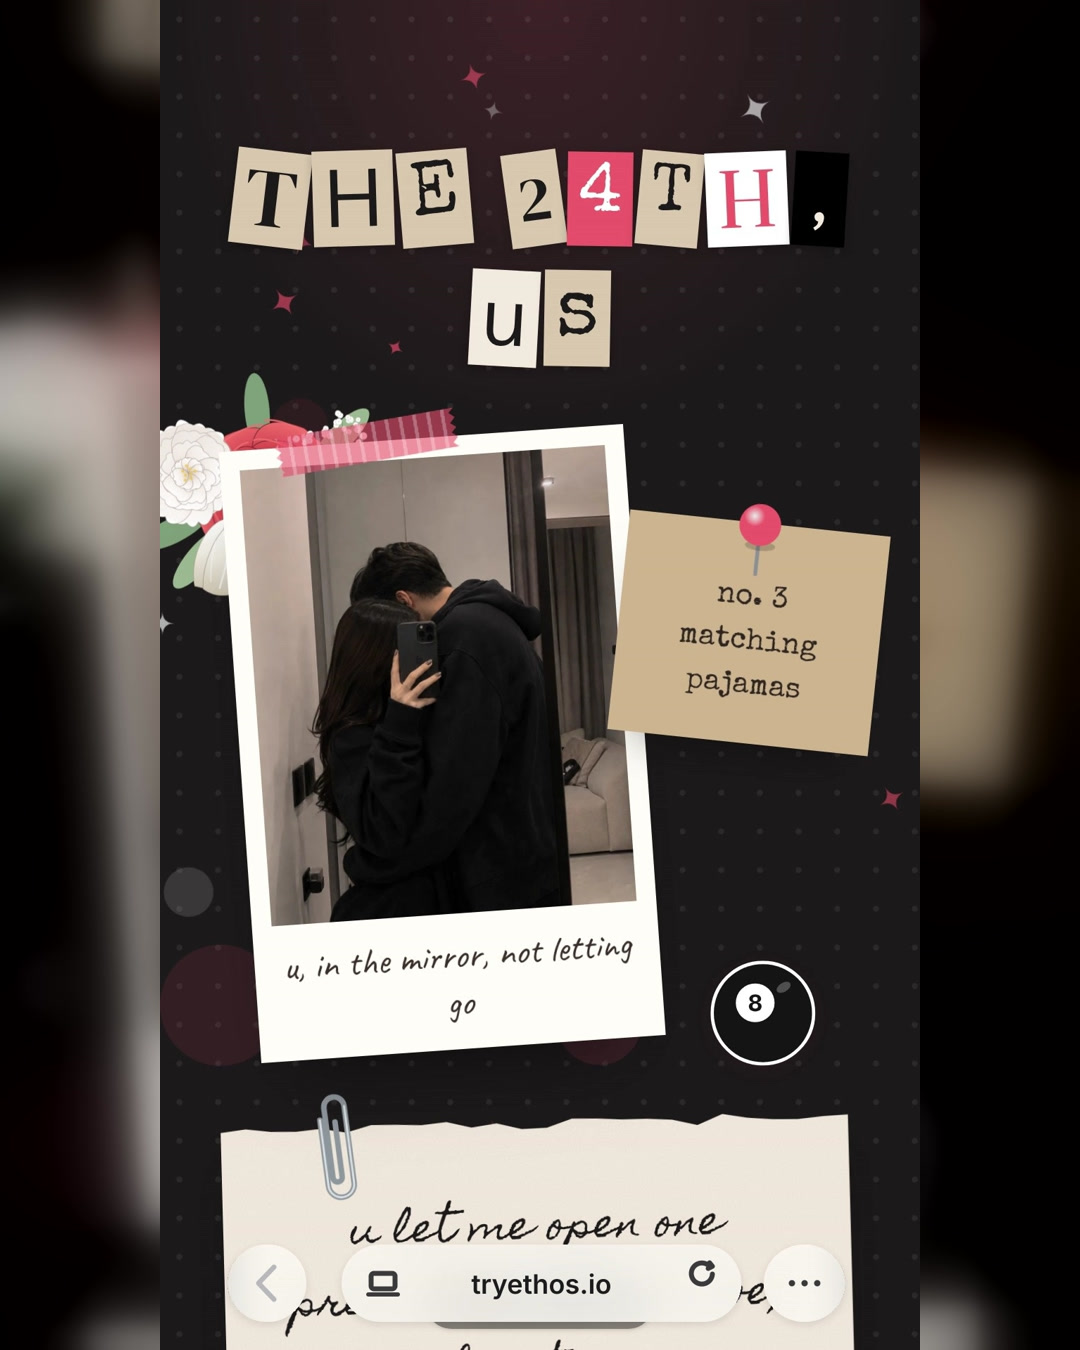 THE 24TH,
us
no. 3
matching
pajamas
u, in the mirror, not letting
go
8
u let me open one
tryethos.io